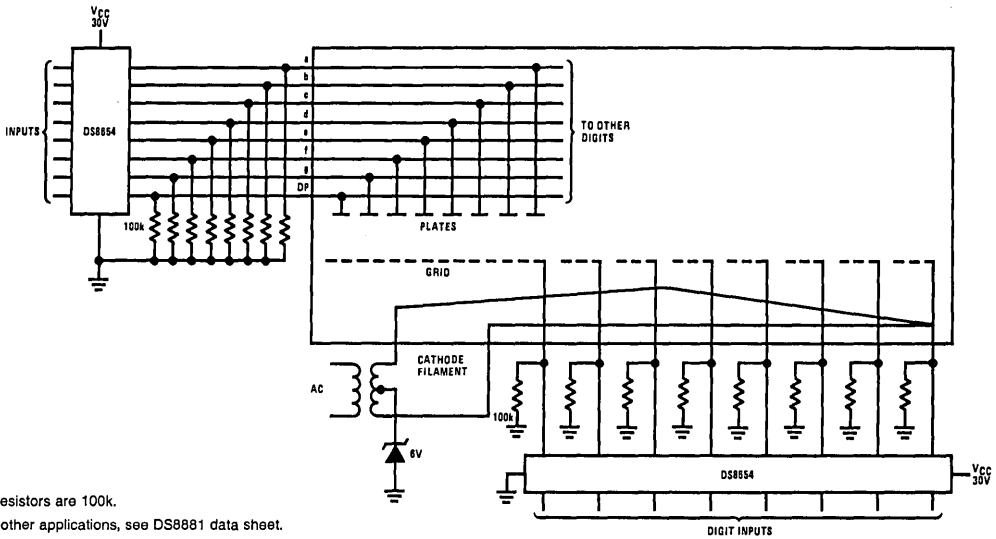 VCC
30V
INPUTS
DS8654
a
b
c
d
e
f
g
DP
TO OTHER
DIGITS
100k
PLATES
GRID
CATHODE
FILAMENT
AC
6V
100k
DS8654
VCC
30V
DIGIT INPUTS
esistors are 100k.
other applications, see DS8881 data sheet.